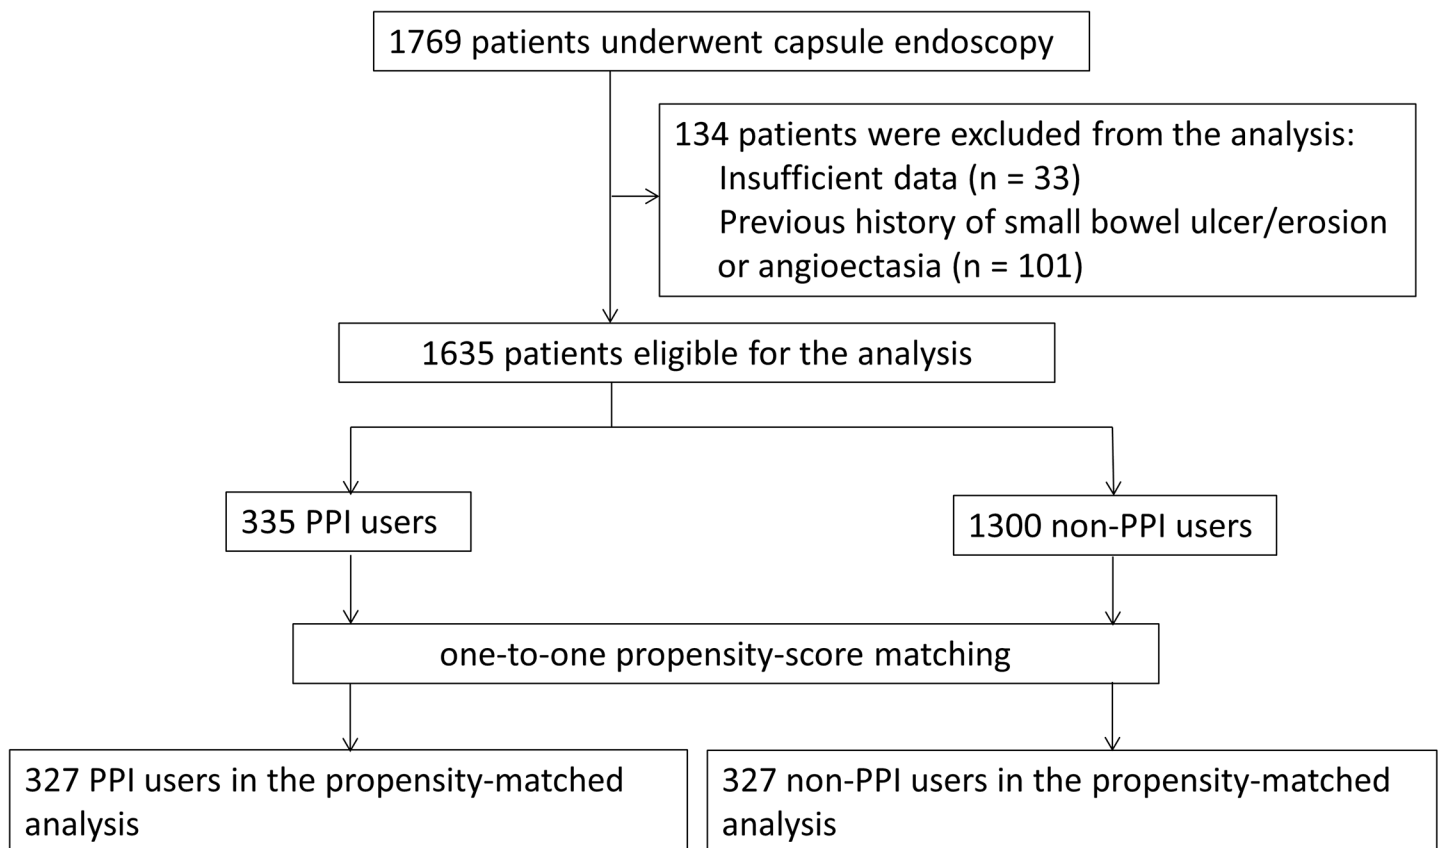 1769 patients underwent capsule endoscopy
134 patients were excluded from the analysis:
Insufficient data (n = 33)
Previous history of small bowel ulcer/erosion
or angioectasia (n = 101)
1635 patients eligible for the analysis
335 PPI users
1300 non-PPI users
one-to-one propensity-score matching
327 PPI users in the propensity-matched
analysis
327 non-PPI users in the propensity-matched
analysis